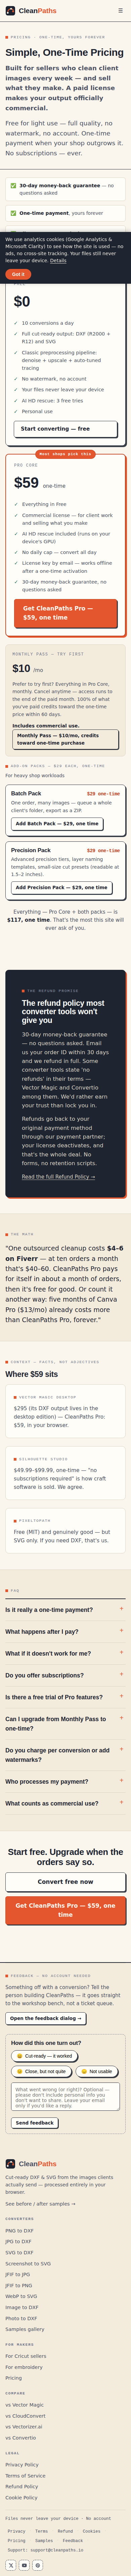 CleanPaths
PRICING · ONE-TIME, YOURS FOREVER
Simple, One-Time Pricing
Built for sellers who clean
images every week — and sell
what they make. A paid license
makes your output officially
commercial.
Free for light use — full quality, no
watermark, no account. One-time
payment when your shop outgrows it.
No subscriptions — ever.
30-day money-back guarantee — no
questions asked
One-time payment, yours forever
We use analytics cookies (Google Analytics &
Microsoft Clarity) to see how the site is used — no
ads, no cross-site tracking. Your files still never
leave your device. Details
Got it
$0
10 conversions a day
Full cut-ready output: DXF (R2000 +
R12) and SVG
Classic preprocessing pipeline:
denoise + upscale + auto-tuned
tracing
No watermark, no account
Your files never leave your device
AI HD rescue: 3 free tries
Personal use
Start converting — free
Most shops pick this
PRO CORE
$59 one-time
Everything in Free
Commercial license — for client work
and selling what you make
AI HD rescue included (runs on your
device's GPU)
No daily cap — convert all day
License key by email — works offline
after a one-time activation
30-day money-back guarantee, no
questions asked
Get CleanPaths Pro —
$59, one time
MONTHLY PASS — TRY FIRST
$10 /mo
Prefer to try first? Everything in Pro Core,
monthly. Cancel anytime — access runs to
the end of the paid month. 100% of what
you've paid credits toward the one-time
price within 60 days.
Includes commercial use.
Monthly Pass — $10/mo, credits
toward one-time purchase
ADD-ON PACKS — $29 EACH, ONE-TIME
For heavy shop workloads
Batch Pack
$29 one-time
One order, many images — queue a whole
client's folder, export as a ZIP.
Add Batch Pack — $29, one time
Precision Pack
$29 one-time
Advanced precision tiers, layer naming
templates, small-size cut presets (readable at
1.5–2 inches).
Add Precision Pack — $29, one time
Everything — Pro Core + both packs — is
$117, one time. That's the most this site will
ever ask of you.
THE REFUND PROMISE
The refund policy most
converter tools won't
give you
30-day money-back guarantee —
no questions asked. Email us
your order ID within 30 days
and we refund in full. Some
converter tools state 'no
refunds' in their terms —
Vector Magic and Convertio
among them. We'd rather earn
your trust than lock you in.
Refunds go back to your
original payment method
through our payment partner;
your license deactivates, and
that's the whole deal. No
forms, no retention scripts.
Read the full Refund Policy →
THE MATH
"One outsourced cleanup costs $4–6
on Fiverr — at ten orders a month
that's $40–60. CleanPaths Pro pays
for itself in about a month of orders,
then it's free for good. Or count it
another way: five months of Canva
Pro ($13/mo) already costs more
than CleanPaths Pro, forever."
CONTEXT — FACTS, NOT ADJECTIVES
Where $59 sits
VECTOR MAGIC DESKTOP
$295 (its DXF output lives in the
desktop edition) — CleanPaths Pro:
$59, in your browser.
SILHOUETTE STUDIO
$49.99–$99.99, one-time — "no
subscriptions required" is how craft
software is sold. We agree.
PIXELTOPATH
Free (MIT) and genuinely good — but
SVG only. If you need DXF, that's us.
FAQ
Is it really a one-time payment?
What happens after I pay?
What if it doesn't work for me?
Do you offer subscriptions?
Is there a free trial of Pro features?
Can I upgrade from Monthly Pass to
one-time?
Do you charge per conversion or add
watermarks?
Who processes my payment?
What counts as commercial use?
Start free. Upgrade when the
orders say so.
Convert free now
Get CleanPaths Pro — $59, one
time
FEEDBACK — NO ACCOUNT NEEDED
Something off with a conversion? Tell the
person building CleanPaths — it goes straight
to the workshop bench, not a ticket queue.
Open the feedback dialog →
How did this one turn out?
Cut-ready — it worked
Close, but not quite
Not usable
What went wrong (or right)? Optional —
please don't include personal info you
don't want to share. Leave your email
only if you'd like a reply.
Send feedback
CleanPaths
Cut-ready DXF & SVG from the images clients
actually send — processed entirely in your
browser.
See before / after samples →
CONVERTERS
PNG to DXF
JPG to DXF
SVG to DXF
Screenshot to SVG
JFIF to JPG
JFIF to PNG
WebP to SVG
Image to DXF
Photo to DXF
Samples gallery
FOR MAKERS
For Cricut sellers
For embroidery
Pricing
COMPARE
vs Vector Magic
vs CloudConvert
vs Vectorizer.ai
vs Convertio
LEGAL
Privacy Policy
Terms of Service
Refund Policy
Cookie Policy
Files never leave your device · No account
Privacy Terms Refund Cookies
Pricing Samples Feedback
Support: support@cleanpaths.io